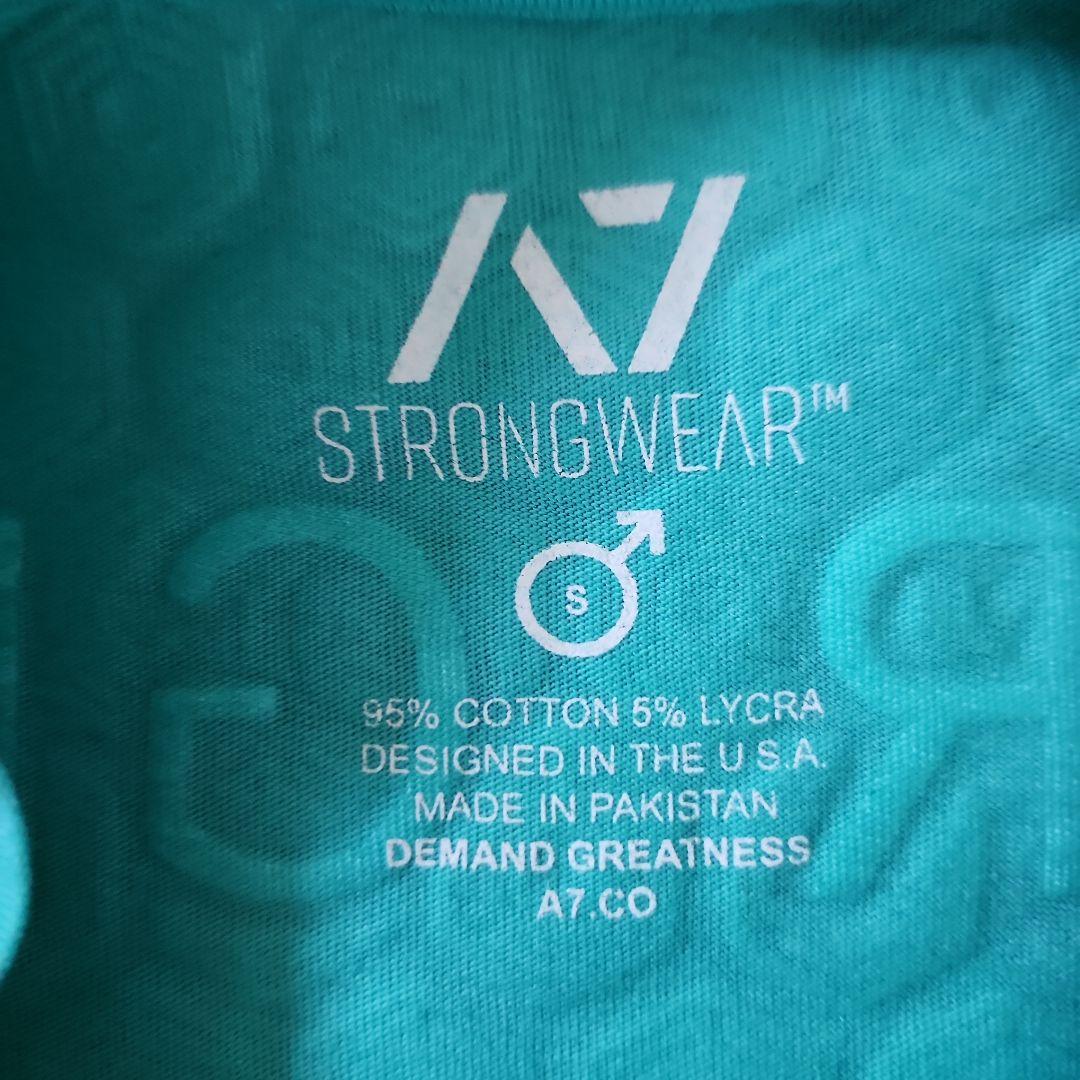 A7
STRONGWEAR™
S
95% COTTON 5% LYCRA
DESIGNED IN THE U S.A.
MADE IN PAKISTAN
DEMAND GREATNESS
A7.CO